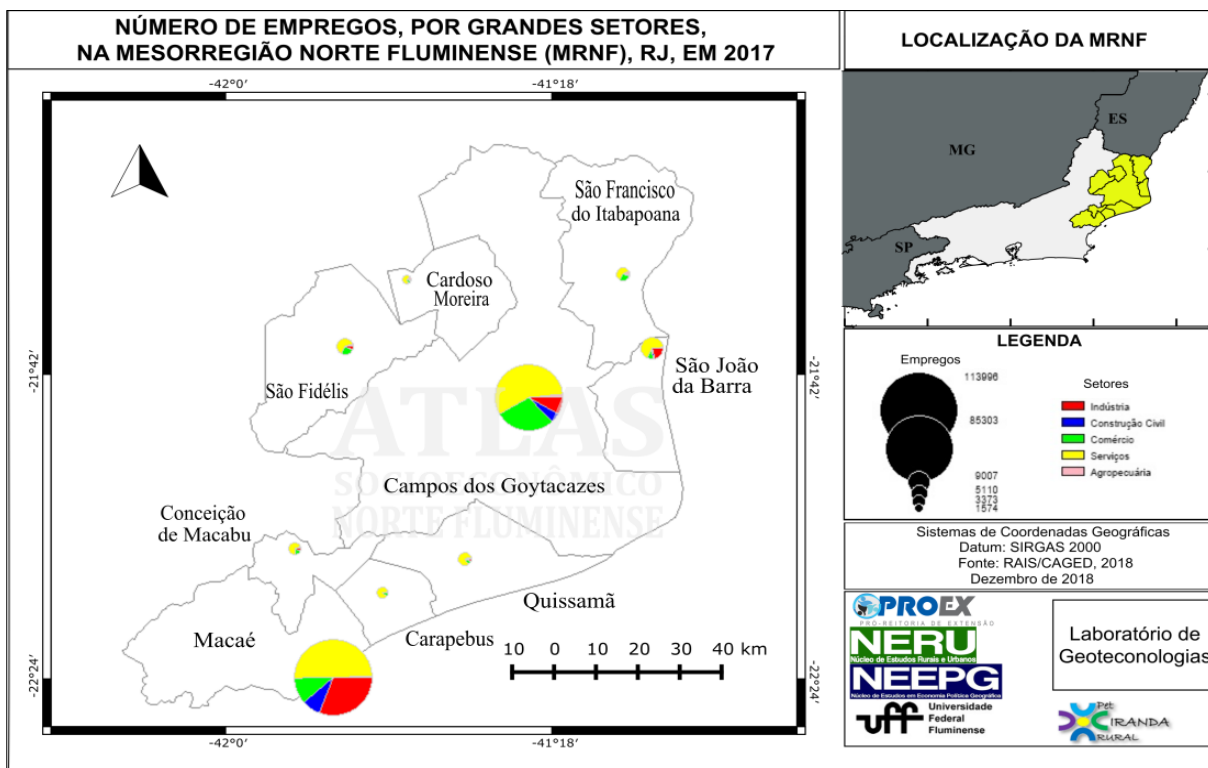 NÚMERO DE EMPREGOS, POR GRANDES SETORES,
NA MESORREGIÃO NORTE FLUMINENSE (MRNF), RJ, EM 2017
-42°0'
-41°18'
São Francisco
do Itabapoana
Cardoso
Moreira
-21°42'
-21°42'
São Fidélis
São João
da Barra
ATLAS
SOCIOECONÔMICO
NORTE FLUMINENSE
Campos dos Goytacazes
Conceição
de Macabu
Quissamã
Carapebus
Macaé
10 0 10 20 30 40 km
-22°24'
-22°24'
-42°0'
-41°18'
LOCALIZAÇÃO DA MRNF
ES
MG
SP
LEGENDA
Empregos
113996
85303
9007
5110
3373
1574
Setores
Indústria
Construção Civil
Comércio
Serviços
Agropecuária
Sistemas de Coordenadas Geográficas
Datum: SIRGAS 2000
Fonte: RAIS/CAGED, 2018
Dezembro de 2018
PROEX
PRÓ-REITORIA DE EXTENSÃO
NERU
Núcleo de Estudos Rurais e Urbanos
NEEPG
Núcleo de Estudos em Economia Política Geográfica
uff Universidade
Federal
Fluminense
Laboratório de
Geoteconologias
Pet
CIRANDA
RURAL